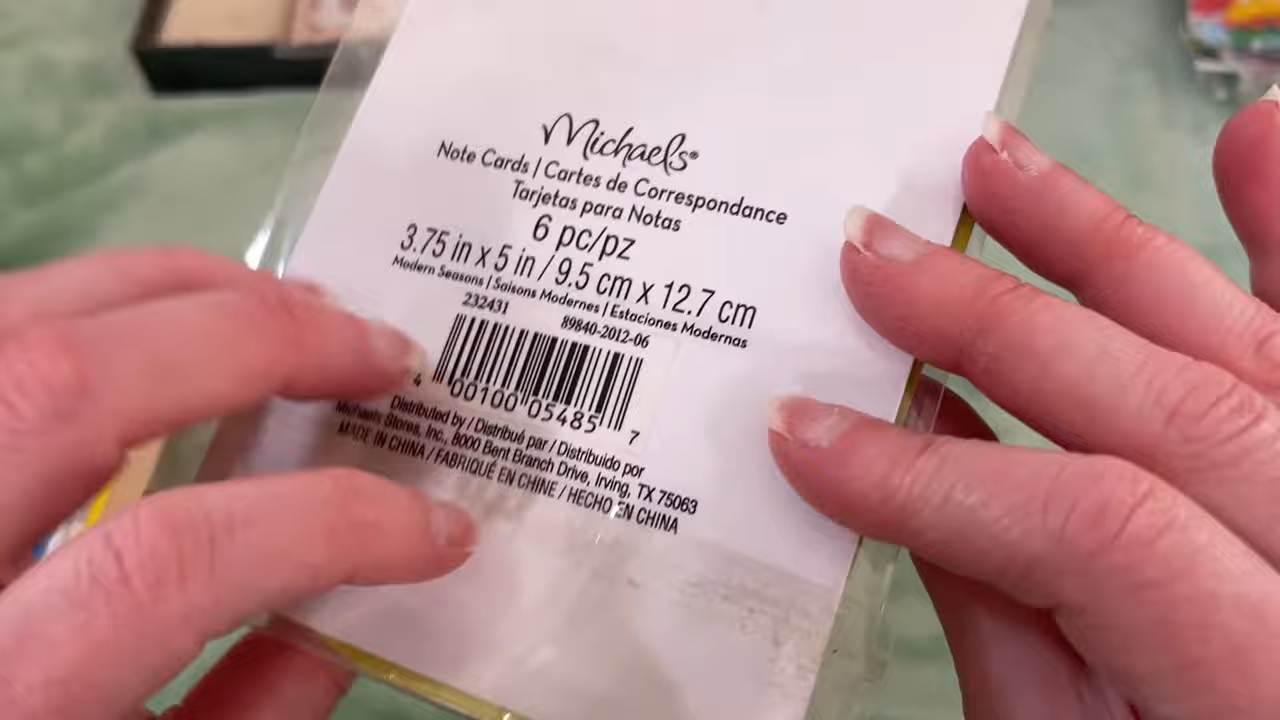 Michaels®
Note Cards | Cartes de Correspondance
Tarjetas para Notas
6 pc/pz
3.75 in x 5 in / 9.5 cm x 12.7 cm
Modern Seasons | Saisons Modernes | Estaciones Modernas
232431 89840-2012-06
4 00100 05485 7
Distributed by / Distribué par / Distribuido por
Michaels Stores, Inc., 8000 Bent Branch Drive, Irving, TX 75063
MADE IN CHINA / FABRIQUÉ EN CHINE / HECHO EN CHINA